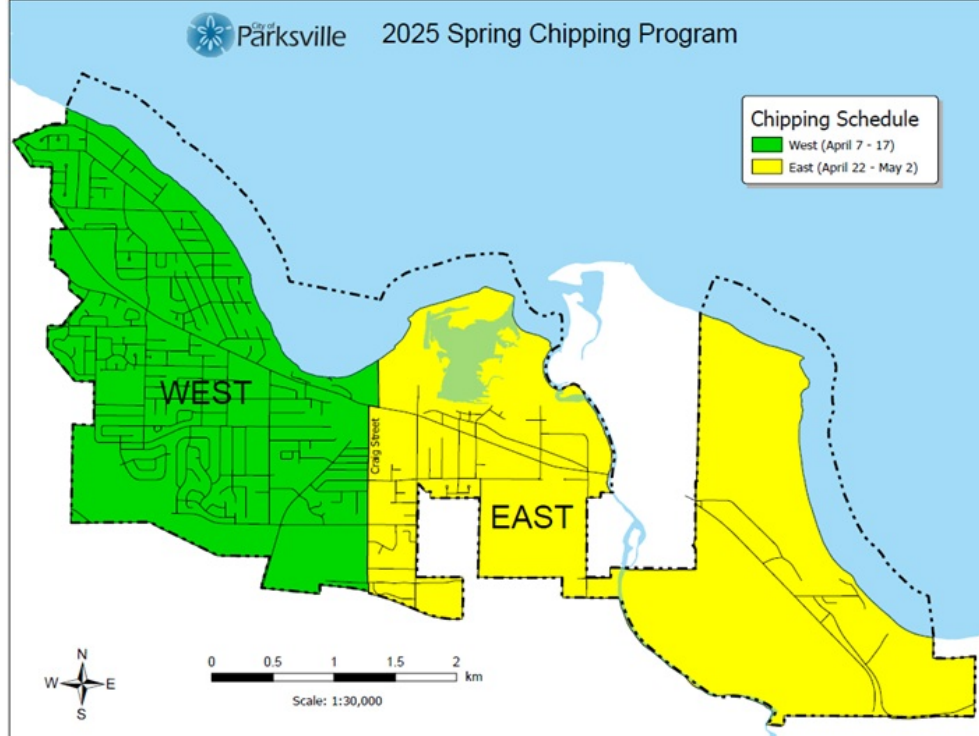 City of
Parksville
2025 Spring Chipping Program
Chipping Schedule
West (April 7 - 17)
East (April 22 - May 2)
WEST
Craig Street
EAST
N
W E
S
0 0.5 1 1.5 2
km
Scale: 1:30,000